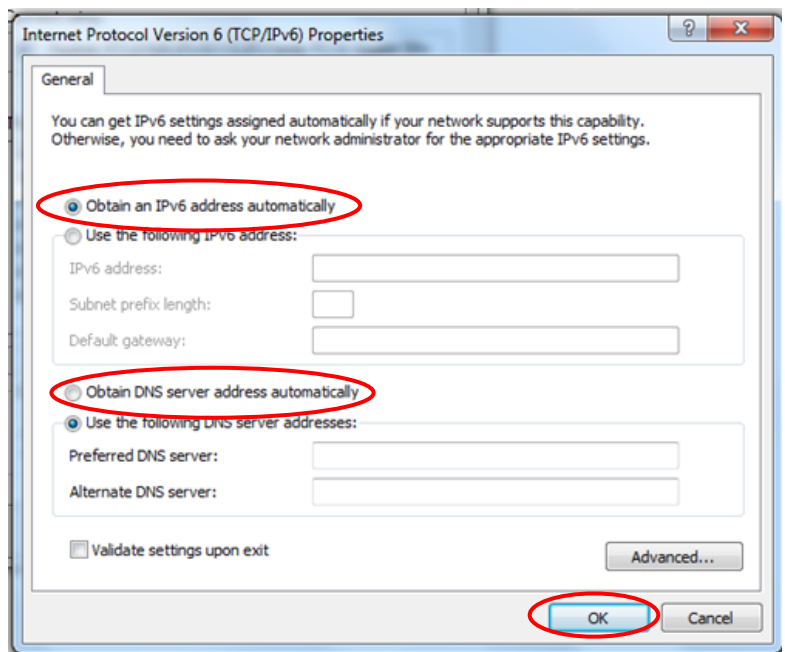 Internet Protocol Version 6 (TCP/IPv6) Properties
General
You can get IPv6 settings assigned automatically if your network supports this capability.
Otherwise, you need to ask your network administrator for the appropriate IPv6 settings.
Obtain an IPv6 address automatically
Use the following IPv6 address:
IPv6 address:
Subnet prefix length:
Default gateway:
Obtain DNS server address automatically
Use the following DNS server addresses:
Preferred DNS server:
Alternate DNS server:
Validate settings upon exit
Advanced...
OK
Cancel